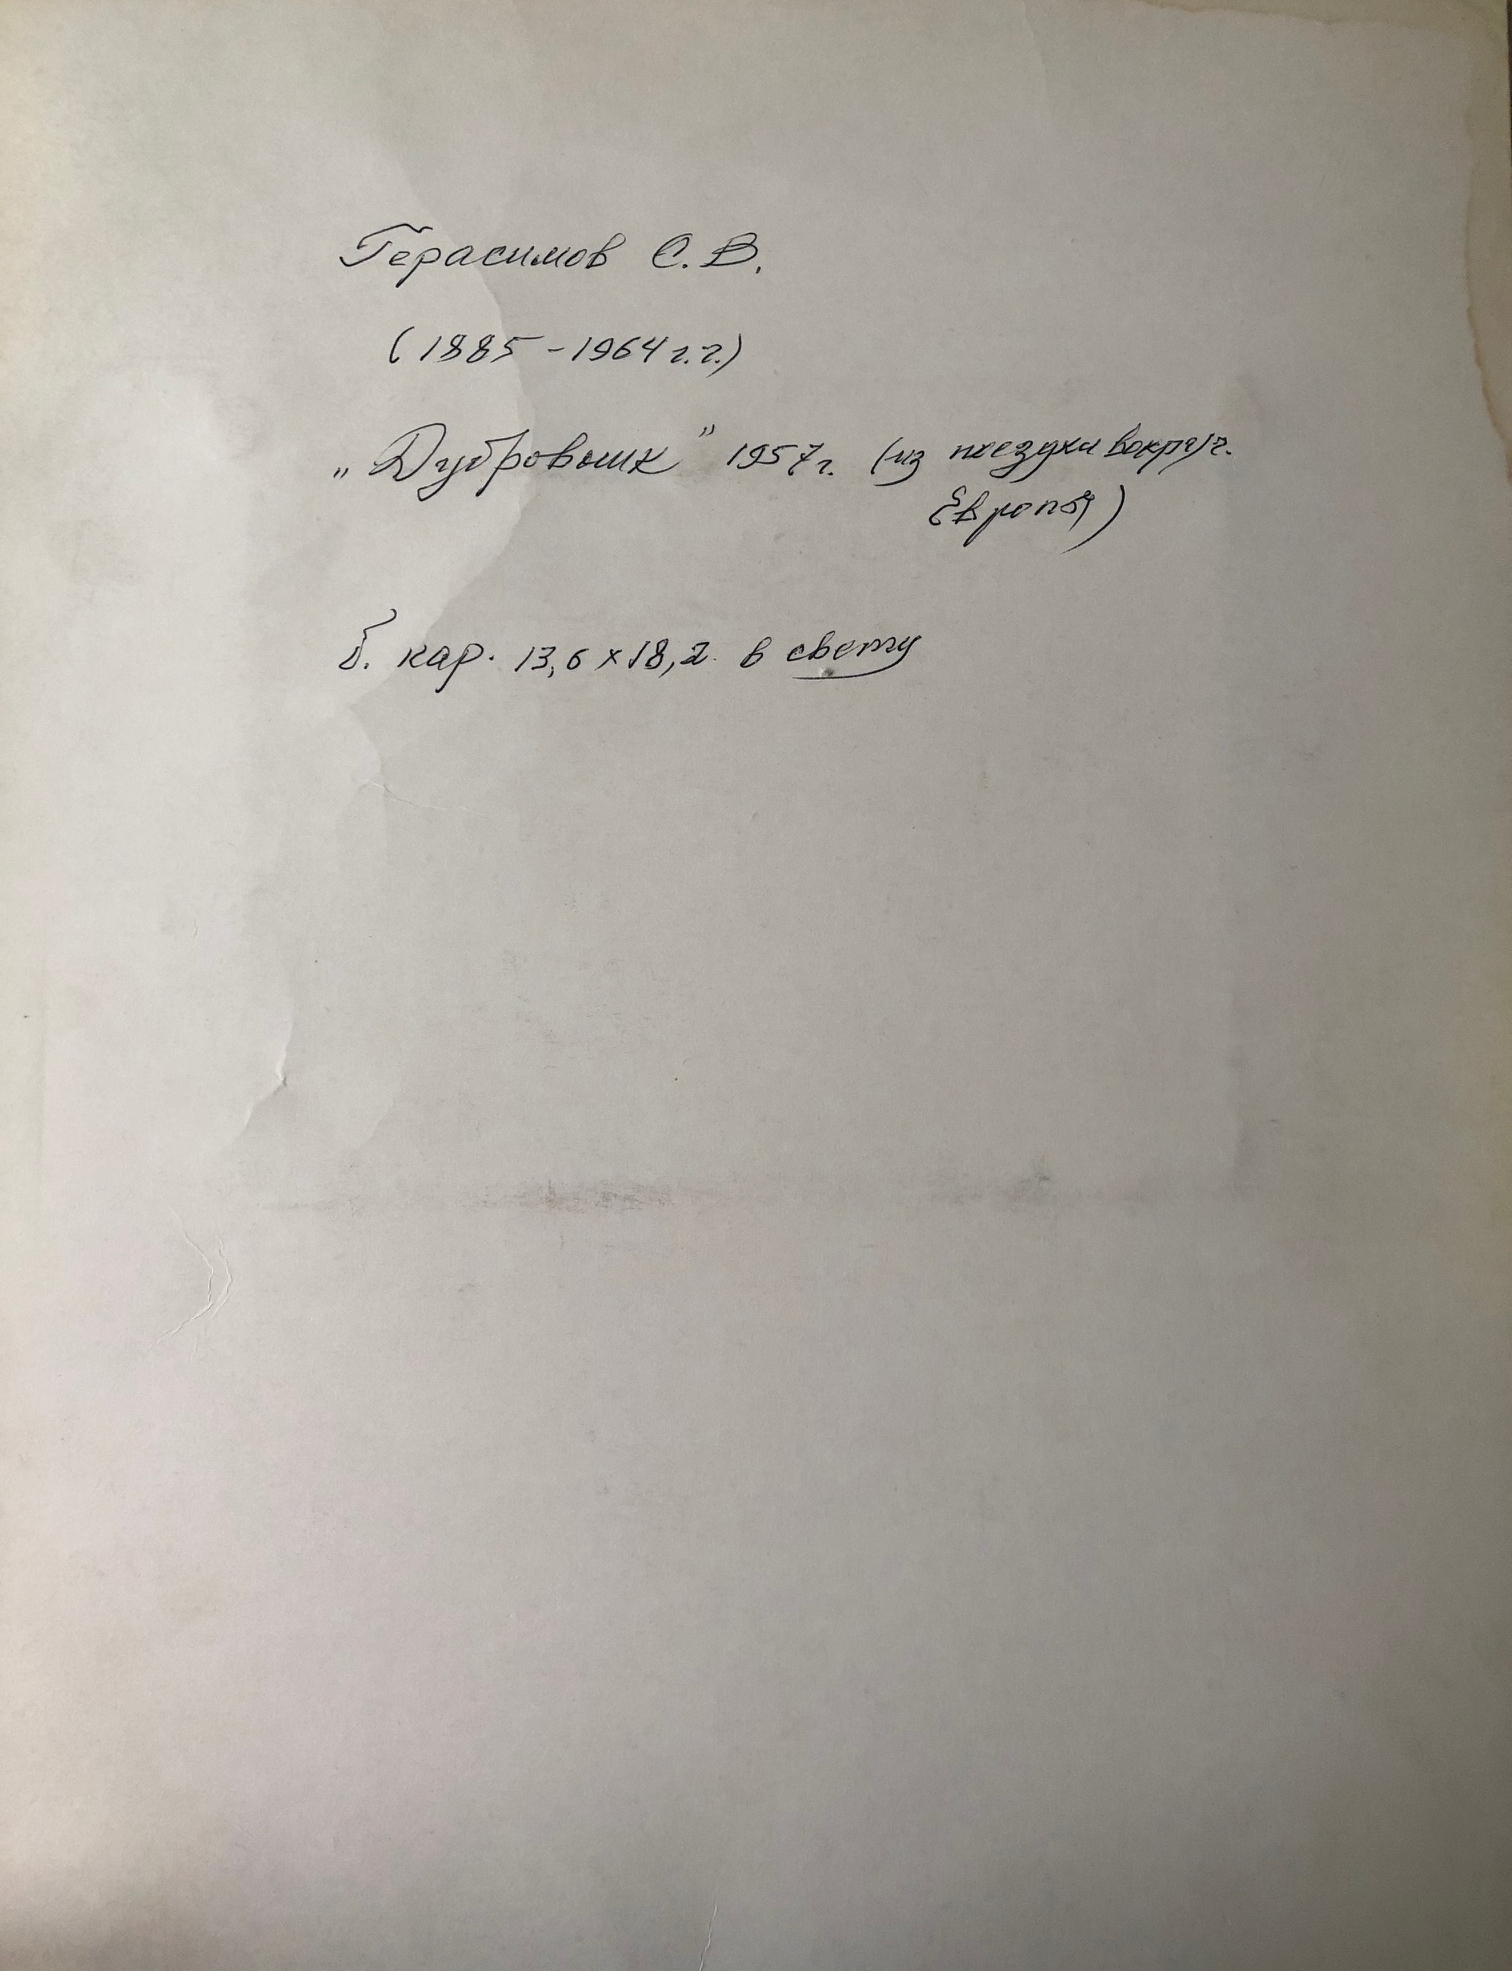 Герасимов С. В.
(1885 - 1964 г.г.)
„Дубровник" 1957 г. (из поездки вокруг
Европы)
б. кар. 13,6 х 18,2 в свету